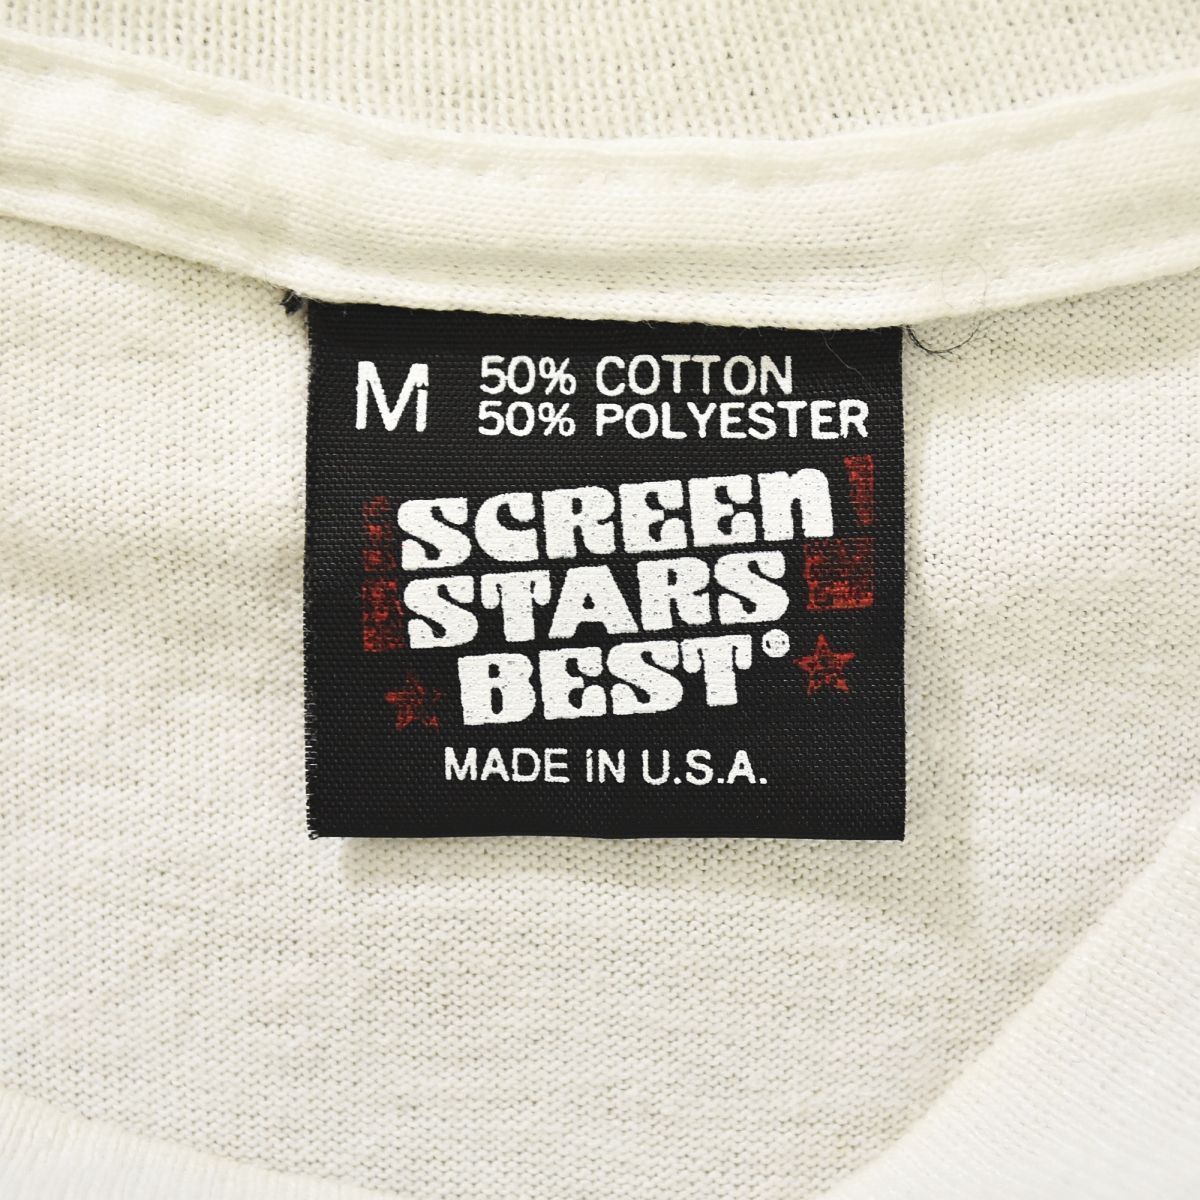 M 50% COTTON
50% POLYESTER
SCREEN
STARS
BEST®
MADE IN U.S.A.